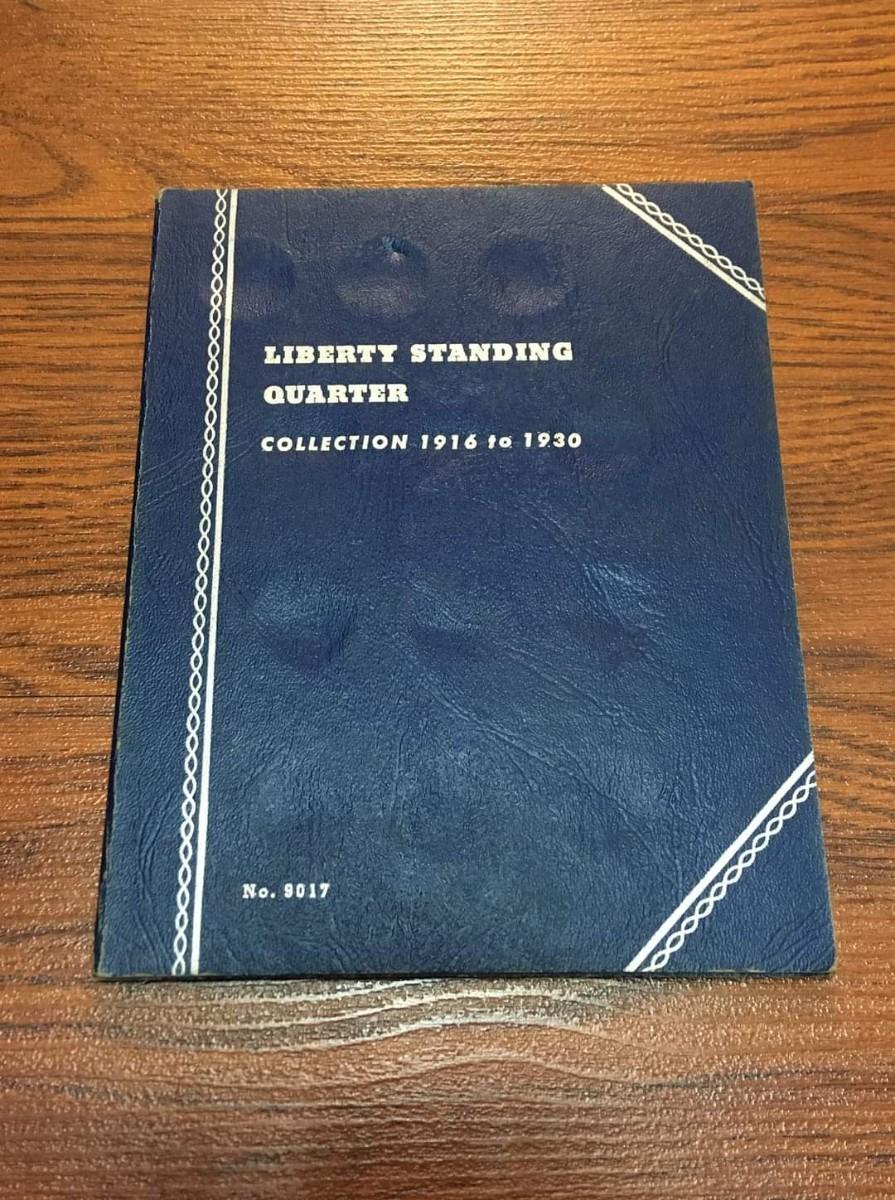 LIBERTY STANDING
QUARTER
COLLECTION 1916 to 1930
No. 9017